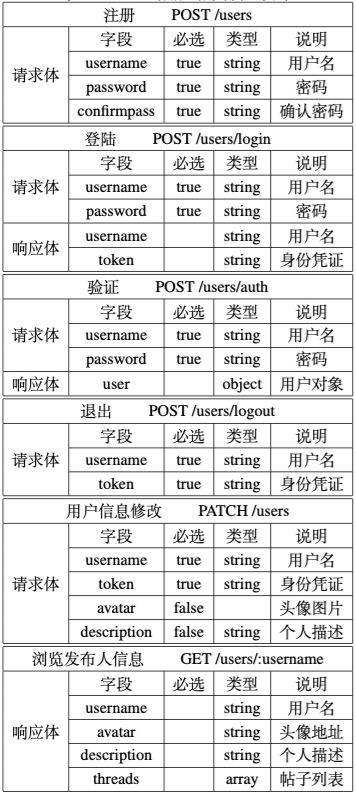 注册 POST /users
字段 必选 类型 说明
请求体 username true string 用户名
password true string 密码
confirmpass true string 确认密码
登陆 POST /users/login
字段 必选 类型 说明
请求体 username true string 用户名
password true string 密码
响应体 username string 用户名
token string 身份凭证
验证 POST /users/auth
字段 必选 类型 说明
请求体 username true string 用户名
password true string 密码
响应体 user object 用户对象
退出 POST /users/logout
字段 必选 类型 说明
请求体 username true string 用户名
token true string 身份凭证
用户信息修改 PATCH /users
字段 必选 类型 说明
username true string 用户名
请求体 token true string 身份凭证
avatar false 头像图片
description false string 个人描述
浏览发布人信息 GET /users/:username
字段 必选 类型 说明
username string 用户名
响应体 avatar string 头像地址
description string 个人描述
threads array 帖子列表